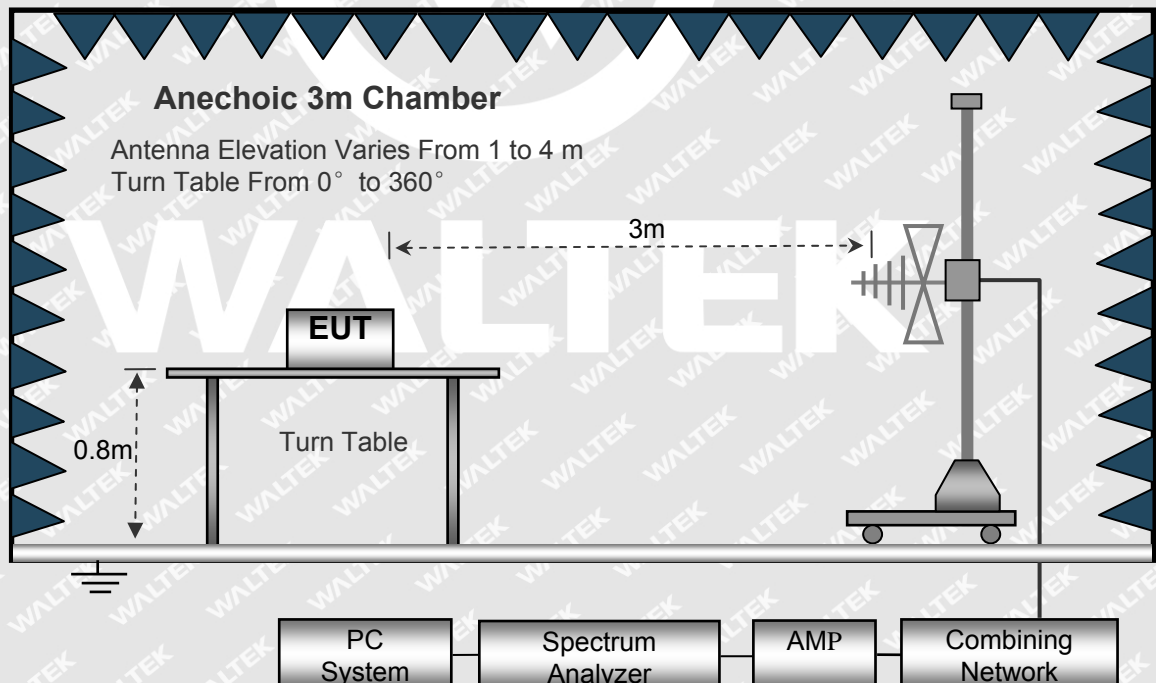 Anechoic 3m Chamber
Antenna Elevation Varies From 1 to 4 m
Turn Table From 0° to 360°
3m
WALTEK
EUT
0.8m
Turn Table
PC
System
Spectrum
Analyzer
AMP
Combining
Network